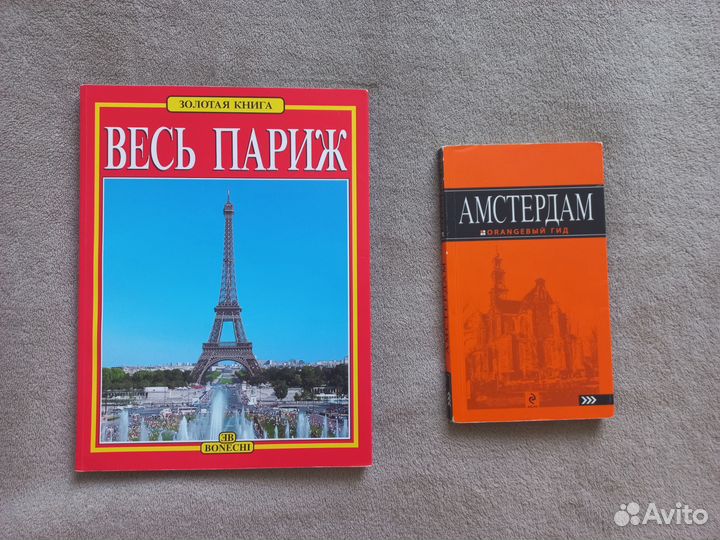 ЗОЛОТАЯ КНИГА
ВЕСЬ ПАРИЖ
BONECHI
АМСТЕРДАМ
ORANGEВЫЙ ГИД
Avito